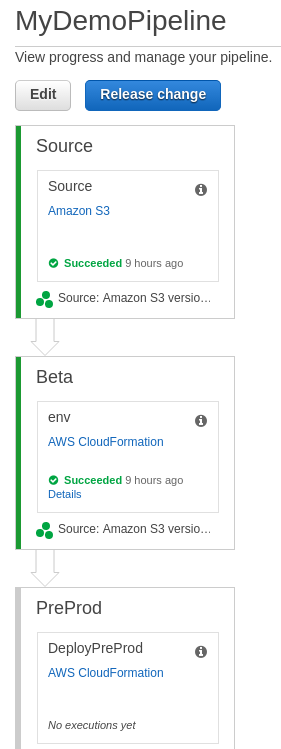 MyDemoPipeline
View progress and manage your pipeline.
Edit
Release change
Source
Source
Amazon S3
Succeeded 9 hours ago
Source: Amazon S3 versio...
Beta
env
AWS CloudFormation
Succeeded 9 hours ago
Details
Source: Amazon S3 versio...
PreProd
DeployPreProd
AWS CloudFormation
No executions yet